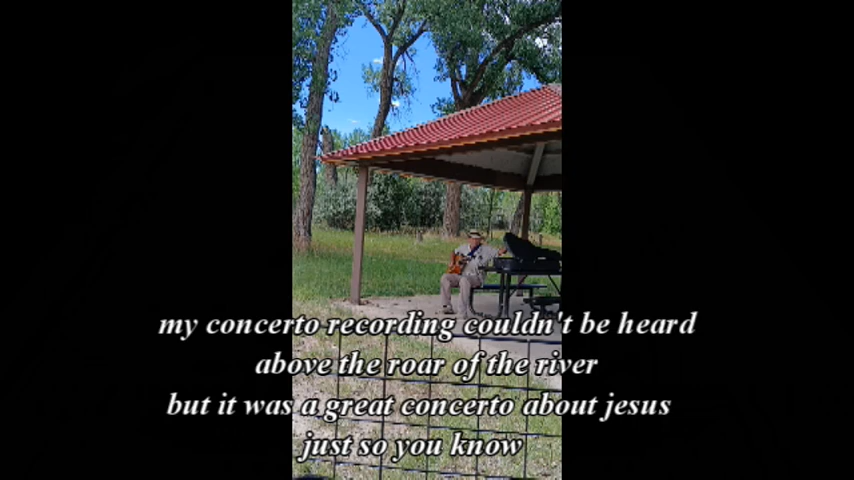 my concerto recording couldn't be heard
above the roar of the river
but it was a great concerto about jesus
just so you know